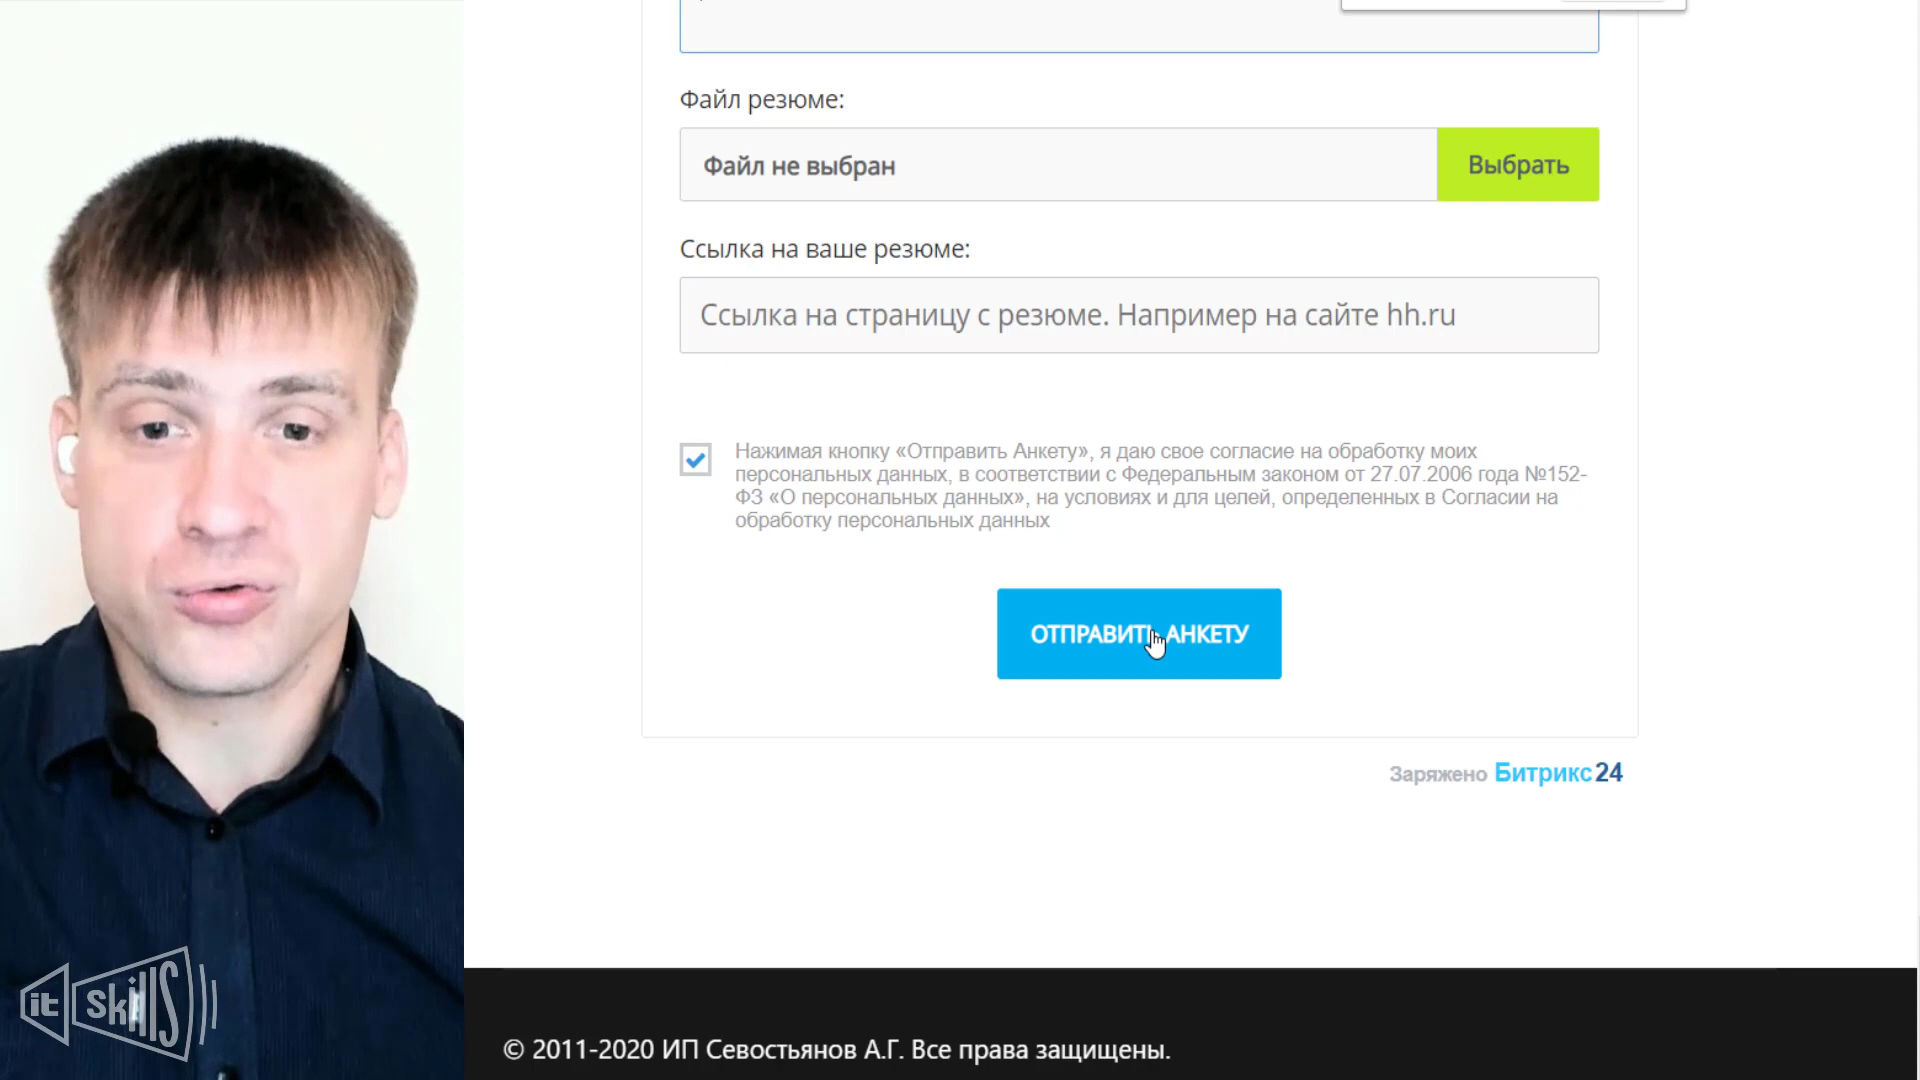 Файл резюме:
Файл не выбран
Выбрать
Ссылка на ваше резюме:
Ссылка на страницу с резюме. Например на сайте hh.ru
Нажимая кнопку «Отправить Анкету», я даю свое согласие на обработку моих
персональных данных, в соответствии с Федеральным законом от 27.07.2006 года №152-
ФЗ «О персональных данных», на условиях и для целей, определенных в Согласии на
обработку персональных данных
ОТПРАВИТЬ АНКЕТУ
Заряжено Битрикс24
it skills
© 2011-2020 ИП Севостьянов А.Г. Все права защищены.